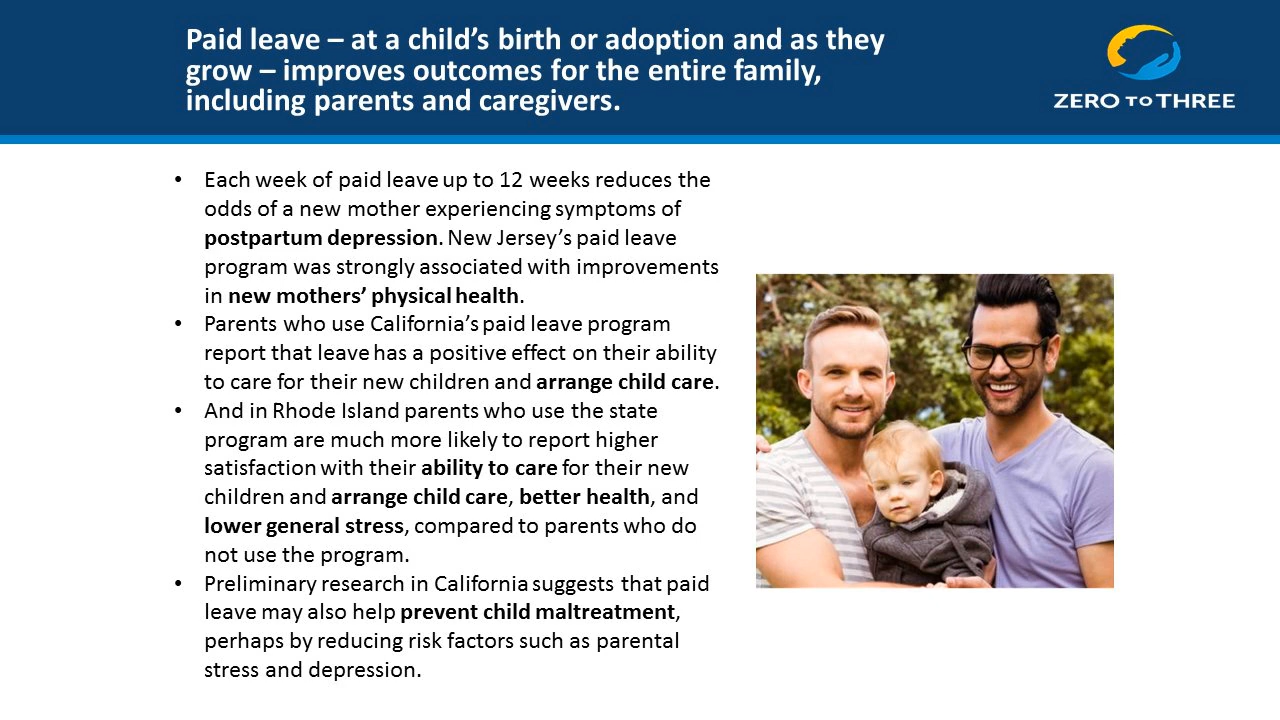 Paid leave – at a child’s birth or adoption and as they
grow – improves outcomes for the entire family,
including parents and caregivers.
ZERO TO THREE
• Each week of paid leave up to 12 weeks reduces the
odds of a new mother experiencing symptoms of
postpartum depression. New Jersey’s paid leave
program was strongly associated with improvements
in new mothers’ physical health.
• Parents who use California’s paid leave program
report that leave has a positive effect on their ability
to care for their new children and arrange child care.
• And in Rhode Island parents who use the state
program are much more likely to report higher
satisfaction with their ability to care for their new
children and arrange child care, better health, and
lower general stress, compared to parents who do
not use the program.
• Preliminary research in California suggests that paid
leave may also help prevent child maltreatment,
perhaps by reducing risk factors such as parental
stress and depression.